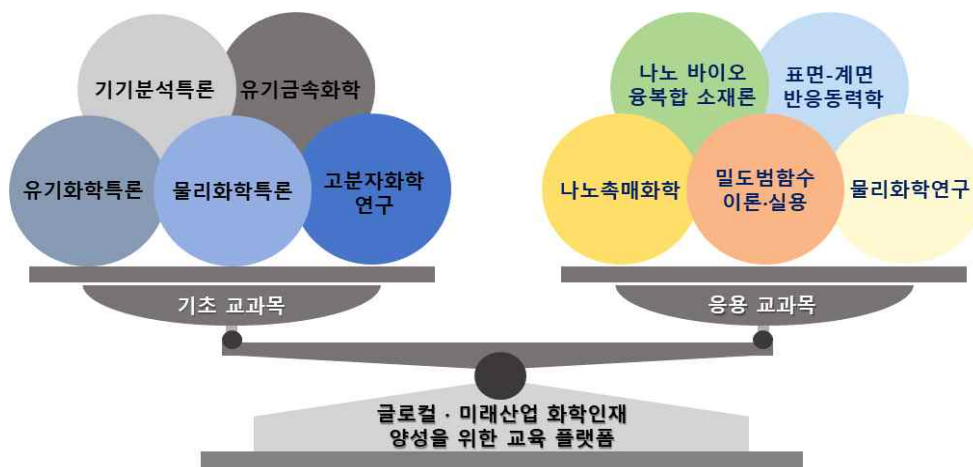 기기분석특론
유기금속화학
유기화학특론
물리화학특론
고분자화학
연구
기초 교과목
나노 바이오
융복합 소재론
표면-계면
반응동력학
나노촉매화학
밀도범함수
이론·실용
물리화학연구
응용 교과목
글로컬 · 미래산업 화학인재
양성을 위한 교육 플랫폼